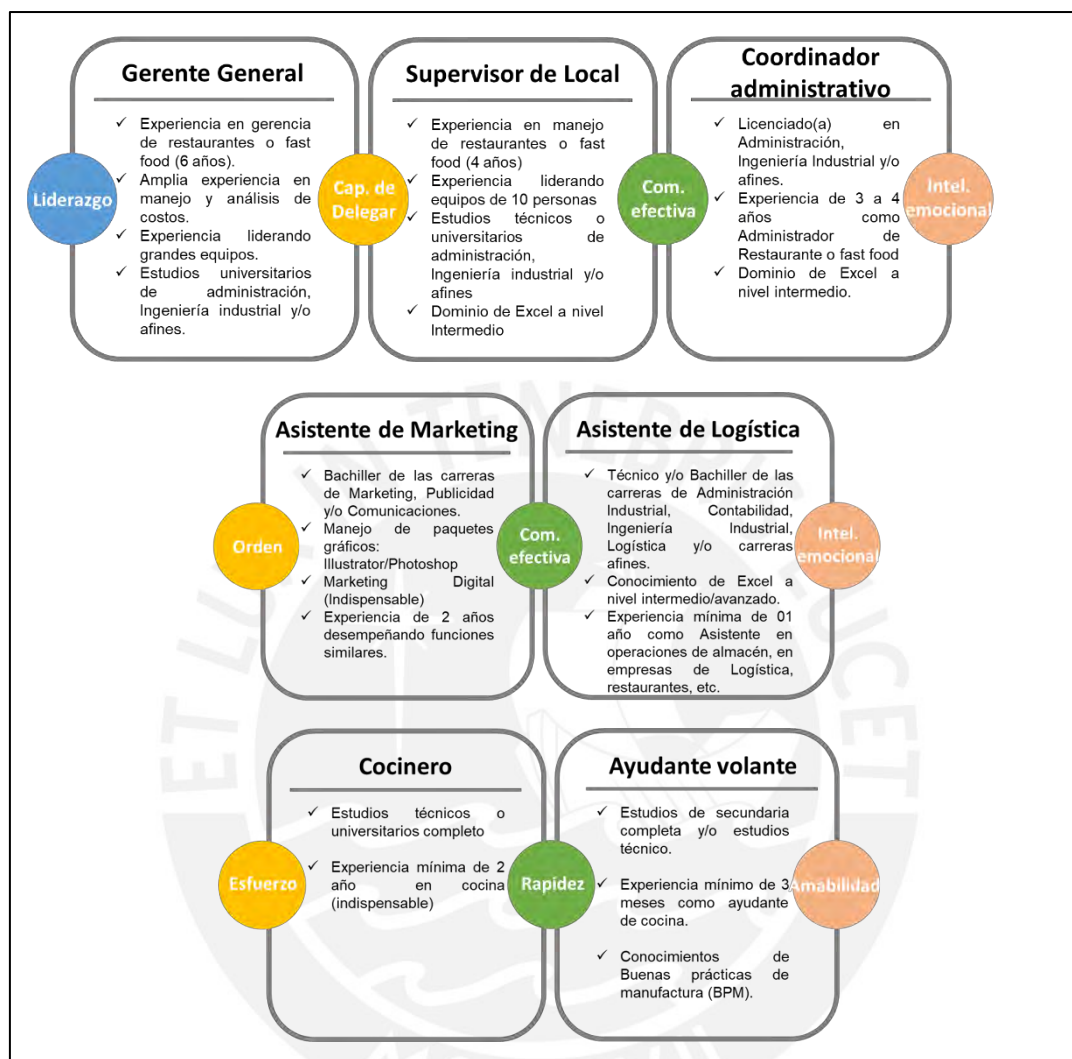 Gerente General
✓ Experiencia en gerencia
de restaurantes o fast
food (6 años).
✓ Amplia experiencia en
manejo y análisis de
costos.
✓ Experiencia liderando
grandes equipos.
✓ Estudios universitarios
de administración,
Ingeniería industrial y/o
afines.
Liderazgo
Supervisor de Local
✓ Experiencia en manejo
de restaurantes o fast
food (4 años)
✓ Experiencia liderando
equipos de 10 personas
✓ Estudios técnicos o
universitarios de
administración,
Ingeniería industrial y/o
afines
✓ Dominio de Excel a nivel
Intermedio
Cap. de
Delegar
Coordinador
administrativo
✓ Licenciado(a) en
Administración,
Ingeniería Industrial y/o
afines.
✓ Experiencia de 3 a 4
años como
Administrador de
Restaurante o fast food
✓ Dominio de Excel a
nivel intermedio.
Com.
efectiva
Intel.
emocional
Asistente de Marketing
✓ Bachiller de las carreras
de Marketing, Publicidad
y/o Comunicaciones.
✓ Manejo de paquetes
gráficos:
Illustrator/Photoshop
✓ Marketing Digital
(Indispensable)
✓ Experiencia de 2 años
desempeñando funciones
similares.
Orden
Asistente de Logística
✓ Técnico y/o Bachiller de las
carreras de Administración
Industrial, Contabilidad,
Ingeniería Industrial,
Logística y/o carreras
afines.
✓ Conocimiento de Excel a
nivel intermedio/avanzado.
✓ Experiencia mínima de 01
año como Asistente en
operaciones de almacén, en
empresas de Logística,
restaurantes, etc.
Com.
efectiva
Intel.
emocional
Cocinero
✓ Estudios técnicos o
universitarios completo
✓ Experiencia mínima de 2
año en cocina
(indispensable)
Esfuerzo
Ayudante volante
✓ Estudios de secundaria
completa y/o estudios
técnico.
✓ Experiencia mínimo de 3
meses como ayudante
de cocina.
✓ Conocimientos de
Buenas prácticas de
manufactura (BPM).
Rapidez
Amabilidad